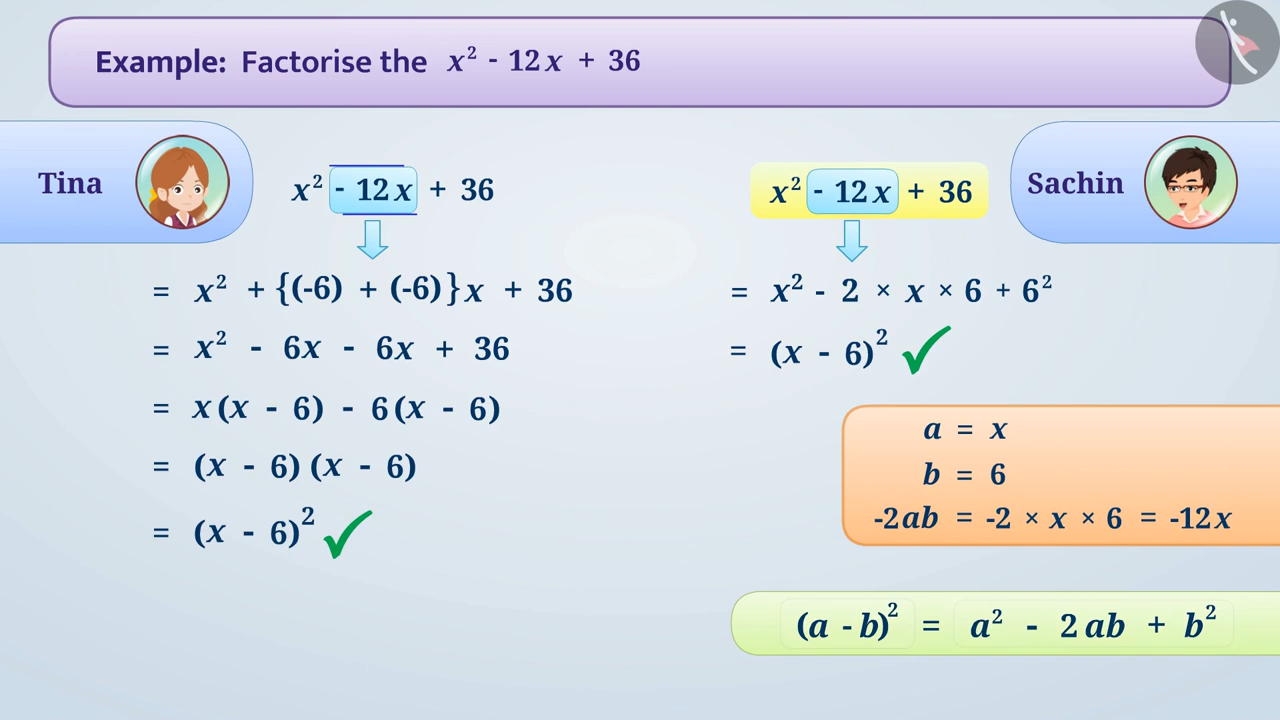 Example: Factorise the x² - 12x + 36
Tina
x² - 12x + 36
= x² + {(-6) + (-6)}x + 36
= x² - 6x - 6x + 36
= x(x - 6) - 6(x - 6)
= (x - 6)(x - 6)
= (x - 6)²
Sachin
x² - 12x + 36
= x² - 2 × x × 6 + 6²
= (x - 6)²
a = x
b = 6
-2ab = -2 × x × 6 = -12x
(a - b)² = a² - 2ab + b²